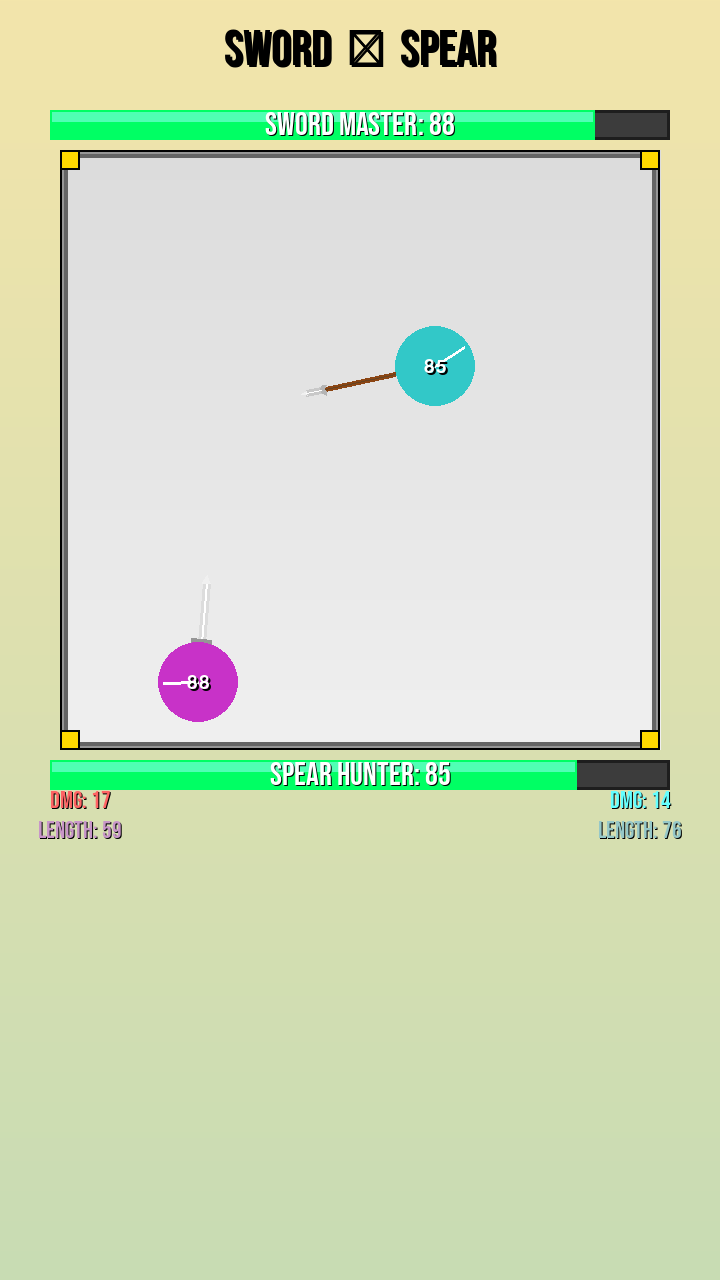 SWORD SPEAR
SWORD MASTER: 88
85
88
SPEAR HUNTER: 85
DMG: 17 DMG: 14
LENGTH: 59 LENGTH: 76